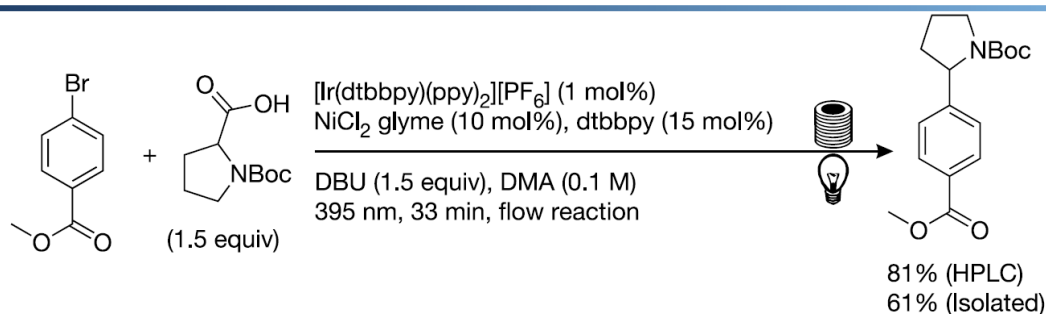 Br
O
OH
NBoc
O
O
+
(1.5 equiv)
[Ir(dtbbpy)(ppy)2][PF6] (1 mol%)
NiCl2 glyme (10 mol%), dtbbpy (15 mol%)
DBU (1.5 equiv), DMA (0.1 M)
395 nm, 33 min, flow reaction
NBoc
O
O
81% (HPLC)
61% (Isolated)